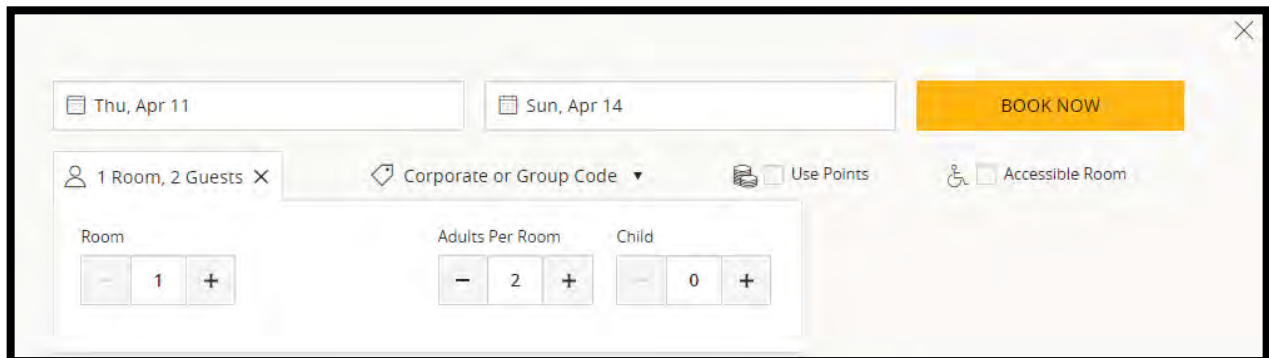 Thu, Apr 11
Sun, Apr 14
BOOK NOW
1 Room, 2 Guests
Corporate or Group Code
Use Points
Accessible Room
Room
Adults Per Room
Child
− 1 +
− 2 +
− 0 +